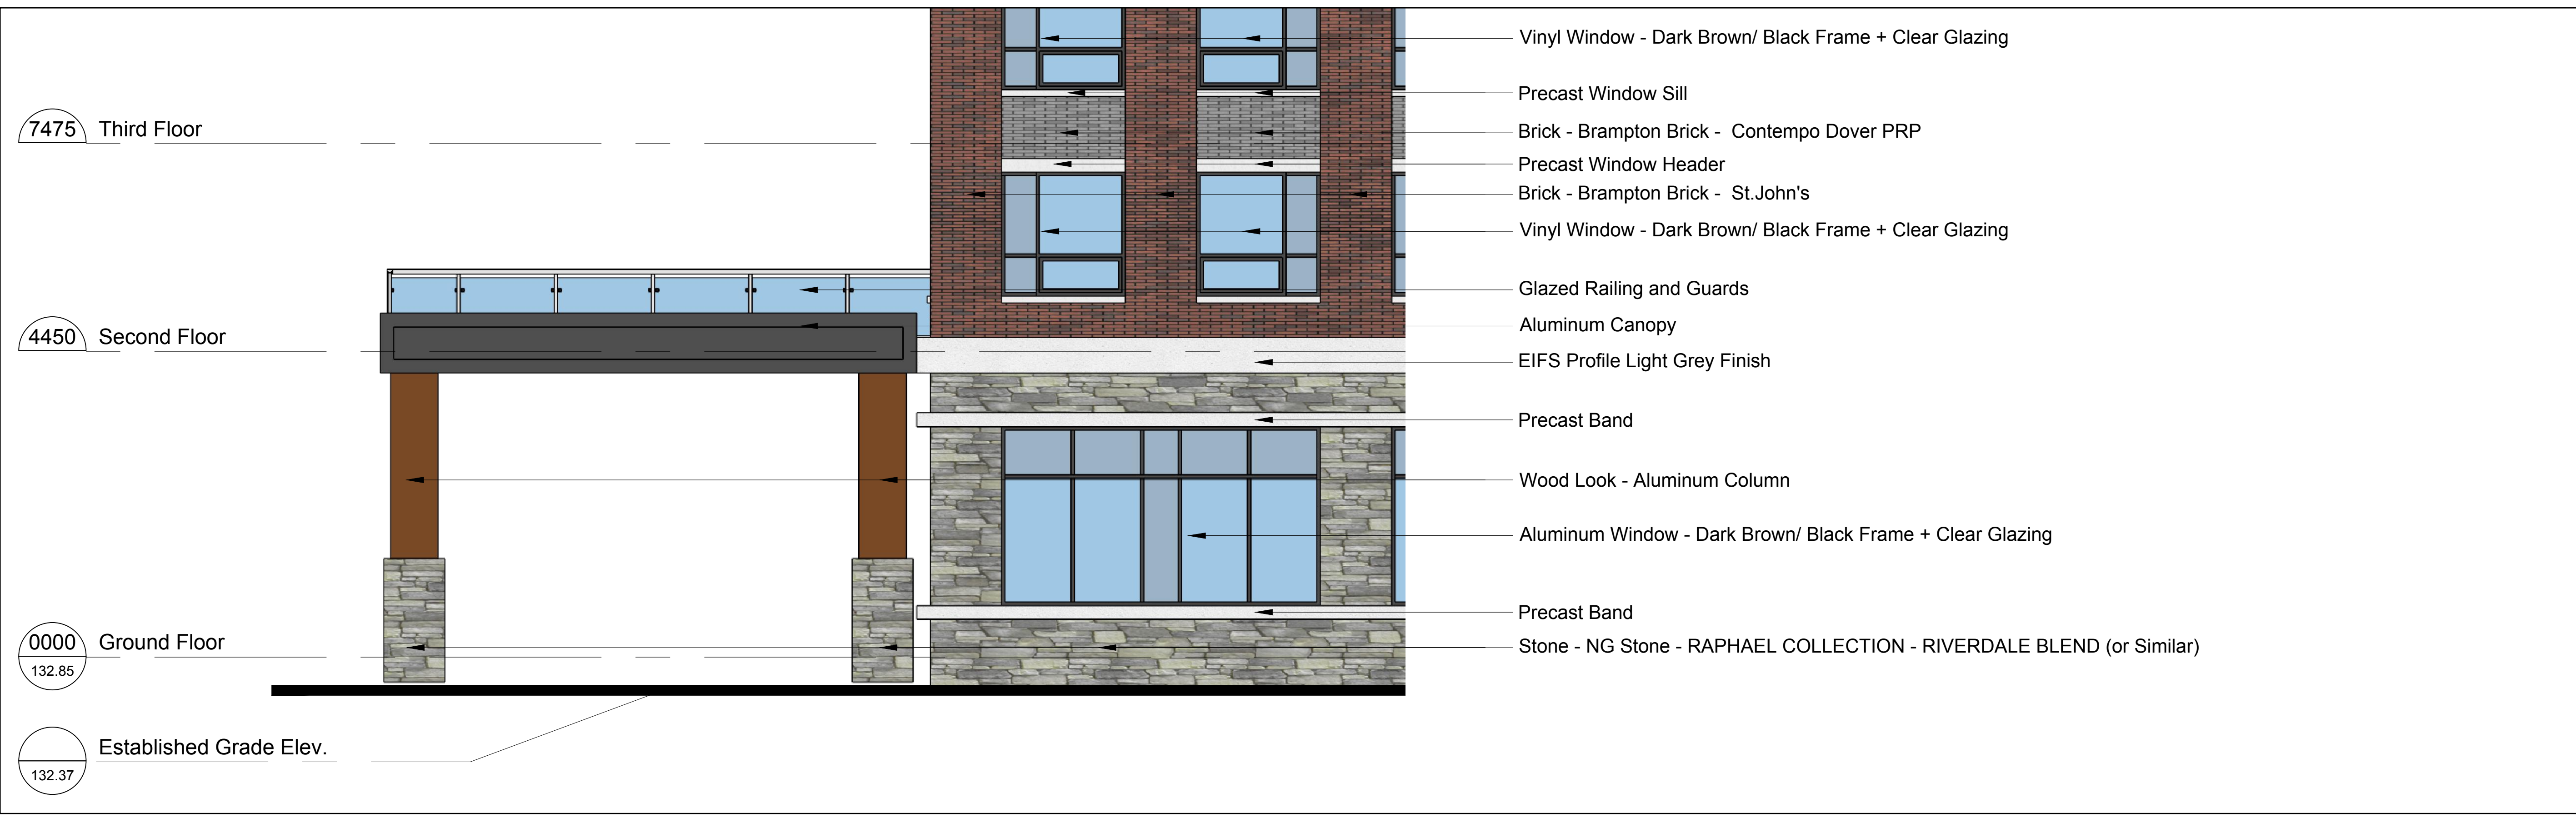 Vinyl Window - Dark Brown/ Black Frame + Clear Glazing
Precast Window Sill
7475 Third Floor
Brick - Brampton Brick -  Contempo Dover PRP
Precast Window Header
Brick - Brampton Brick -  St.John's
Vinyl Window - Dark Brown/ Black Frame + Clear Glazing
Glazed Railing and Guards
4450 Second Floor
Aluminum Canopy
EIFS Profile Light Grey Finish
Precast Band
Wood Look - Aluminum Column
Aluminum Window - Dark Brown/ Black Frame + Clear Glazing
Precast Band
0000 Ground Floor
132.85
Stone - NG Stone - RAPHAEL COLLECTION - RIVERDALE BLEND (or Similar)
Established Grade Elev.
132.37